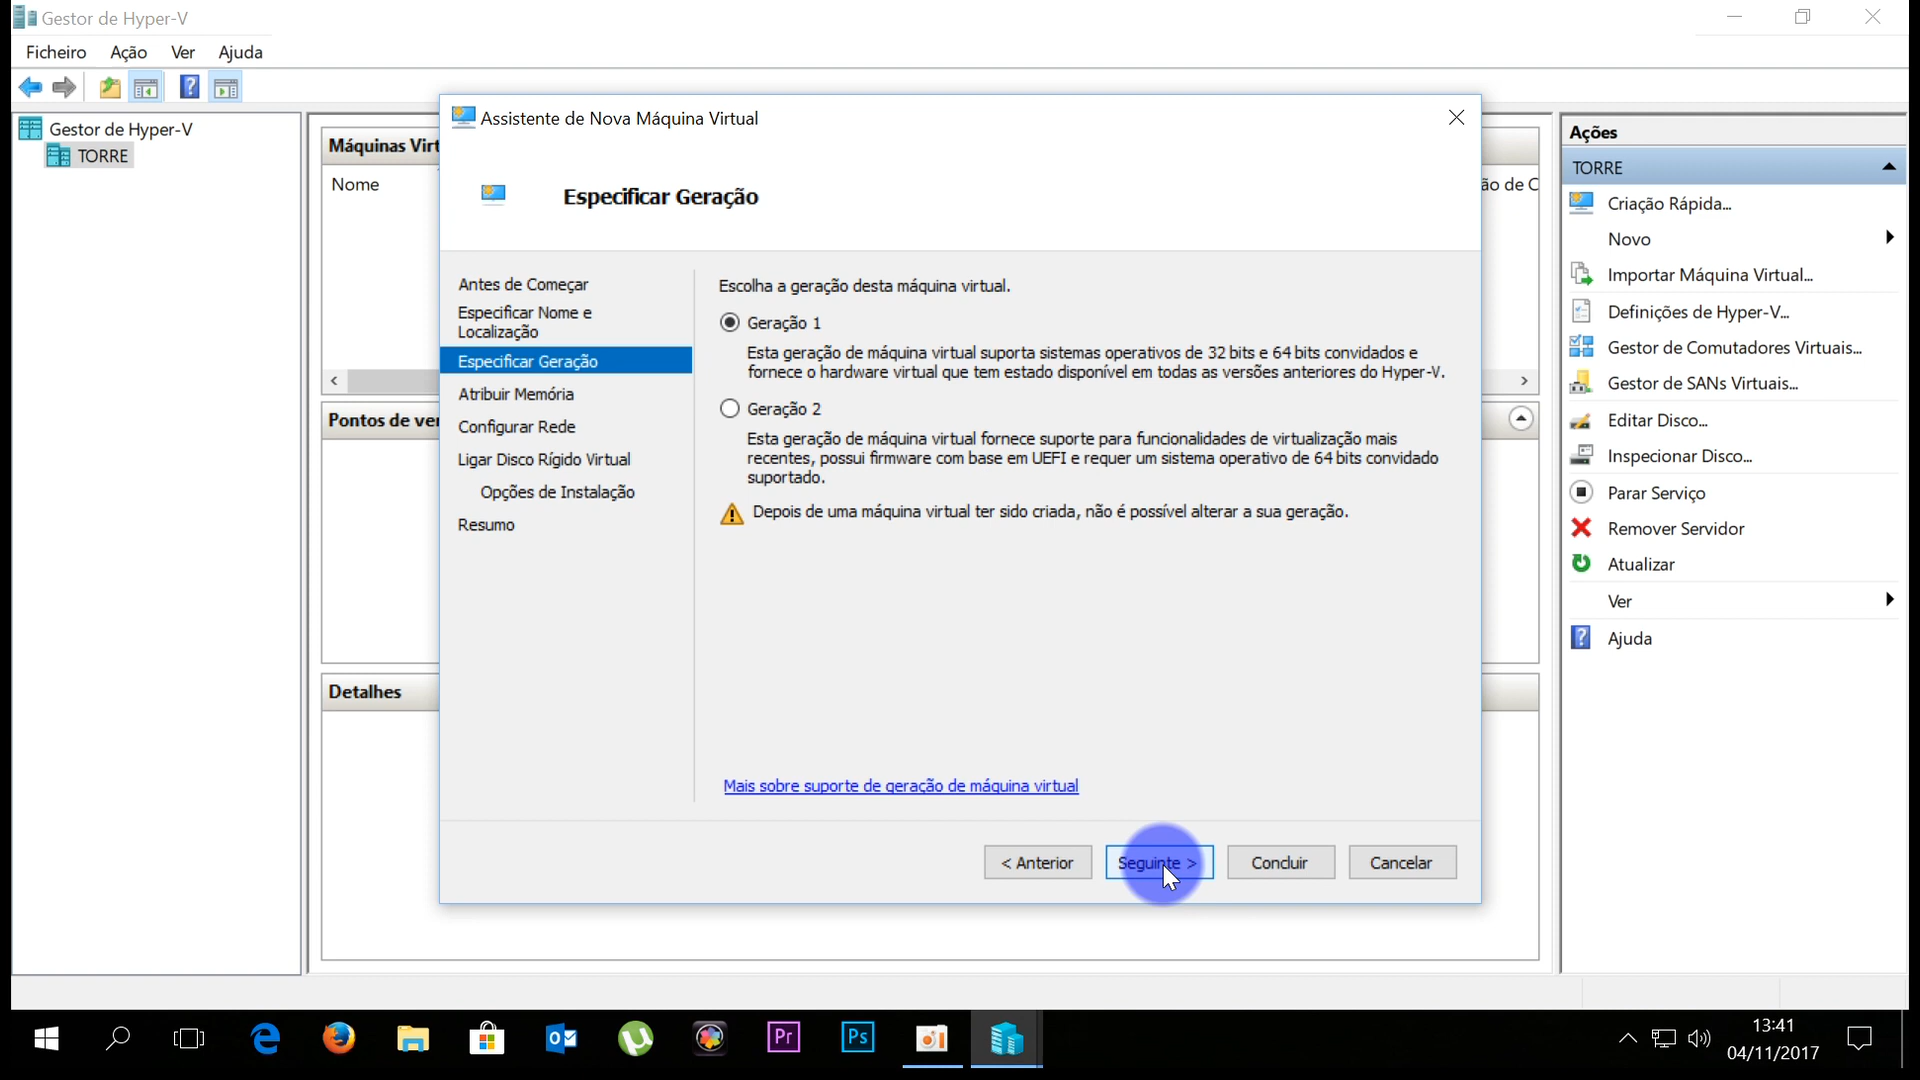 Gestor de Hyper-V
Ficheiro Ação Ver Ajuda
Gestor de Hyper-V
TORRE
Máquinas Virt
Nome
ão de C
Pontos de ver
Detalhes
Assistente de Nova Máquina Virtual
Especificar Geração
Antes de Começar
Especificar Nome e
Localização
Especificar Geração
Atribuir Memória
Configurar Rede
Ligar Disco Rígido Virtual
Opções de Instalação
Resumo
Escolha a geração desta máquina virtual.
Geração 1
Esta geração de máquina virtual suporta sistemas operativos de 32 bits e 64 bits convidados e
fornece o hardware virtual que tem estado disponível em todas as versões anteriores do Hyper-V.
Geração 2
Esta geração de máquina virtual fornece suporte para funcionalidades de virtualização mais
recentes, possui firmware com base em UEFI e requer um sistema operativo de 64 bits convidado
suportado.
Depois de uma máquina virtual ter sido criada, não é possível alterar a sua geração.
Mais sobre suporte de geração de máquina virtual
< Anterior Seguinte > Concluir Cancelar
Ações
TORRE
Criação Rápida...
Novo
Importar Máquina Virtual...
Definições de Hyper-V...
Gestor de Comutadores Virtuais...
Gestor de SANs Virtuais...
Editar Disco...
Inspecionar Disco...
Parar Serviço
Remover Servidor
Atualizar
Ver
Ajuda
Pr
Ps
13:41
04/11/2017